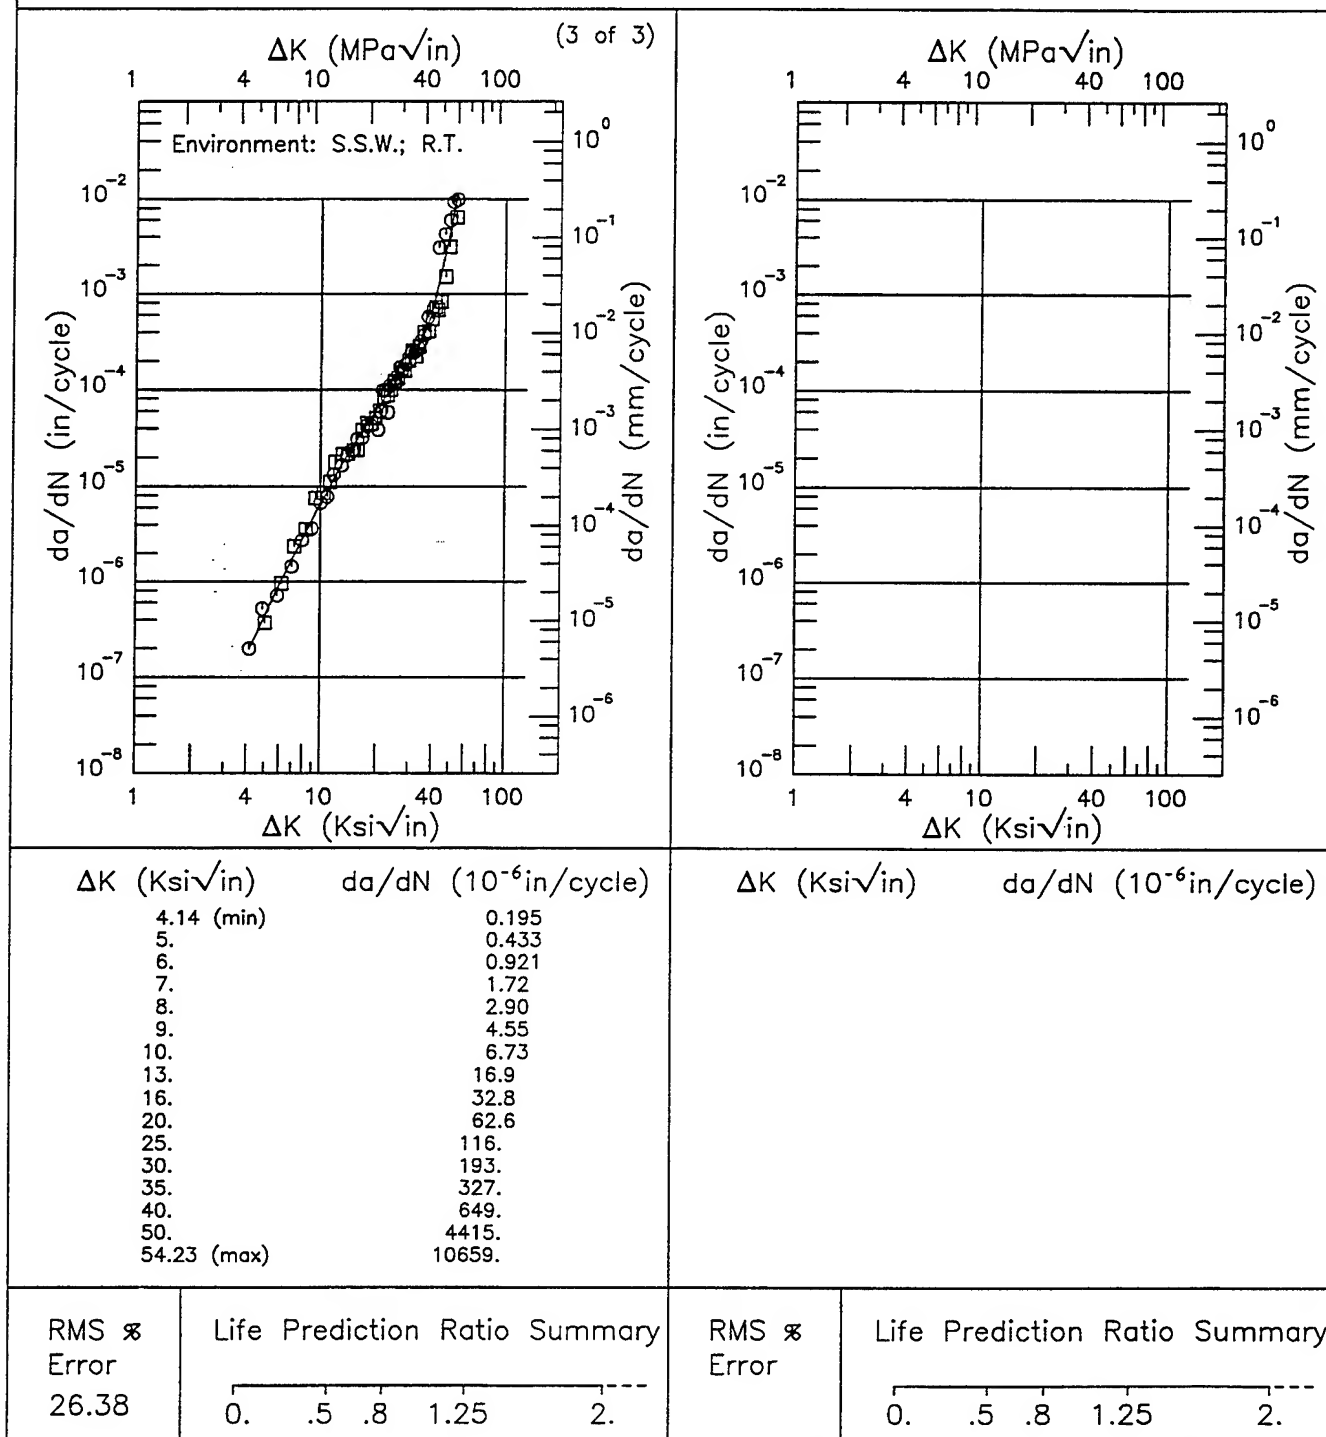 (3 of 3)
ΔK (MPa√in)
1 4 10 40 100
Environment: S.S.W.; R.T.
da/dN (in/cycle)
10⁻²
10⁻³
10⁻⁴
10⁻⁵
10⁻⁶
10⁻⁷
10⁻⁸
10⁰
10⁻¹
10⁻²
10⁻³
10⁻⁴
10⁻⁵
10⁻⁶
da/dN (mm/cycle)
1 4 10 40 100
ΔK (Ksi√in)
ΔK (MPa√in)
1 4 10 40 100
da/dN (in/cycle)
10⁻²
10⁻³
10⁻⁴
10⁻⁵
10⁻⁶
10⁻⁷
10⁻⁸
10⁰
10⁻¹
10⁻²
10⁻³
10⁻⁴
10⁻⁵
10⁻�6
da/dN (mm/cycle)
1 4 10 40 100
ΔK (Ksi√in)
ΔK (Ksi√in) da/dN (10⁻⁶in/cycle)
4.14 (min) 0.195
5. 0.433
6. 0.921
7. 1.72
8. 2.90
9. 4.55
10. 6.73
13. 16.9
16. 32.8
20. 62.6
25. 116.
30. 193.
35. 327.
40. 649.
50. 4415.
54.23 (max) 10659.
ΔK (Ksi√in) da/dN (10⁻⁶in/cycle)
RMS %
Error
26.38
Life Prediction Ratio Summary
0. .5 .8 1.25 2.
RMS %
Error
Life Prediction Ratio Summary
0. .5 .8 1.25 2.